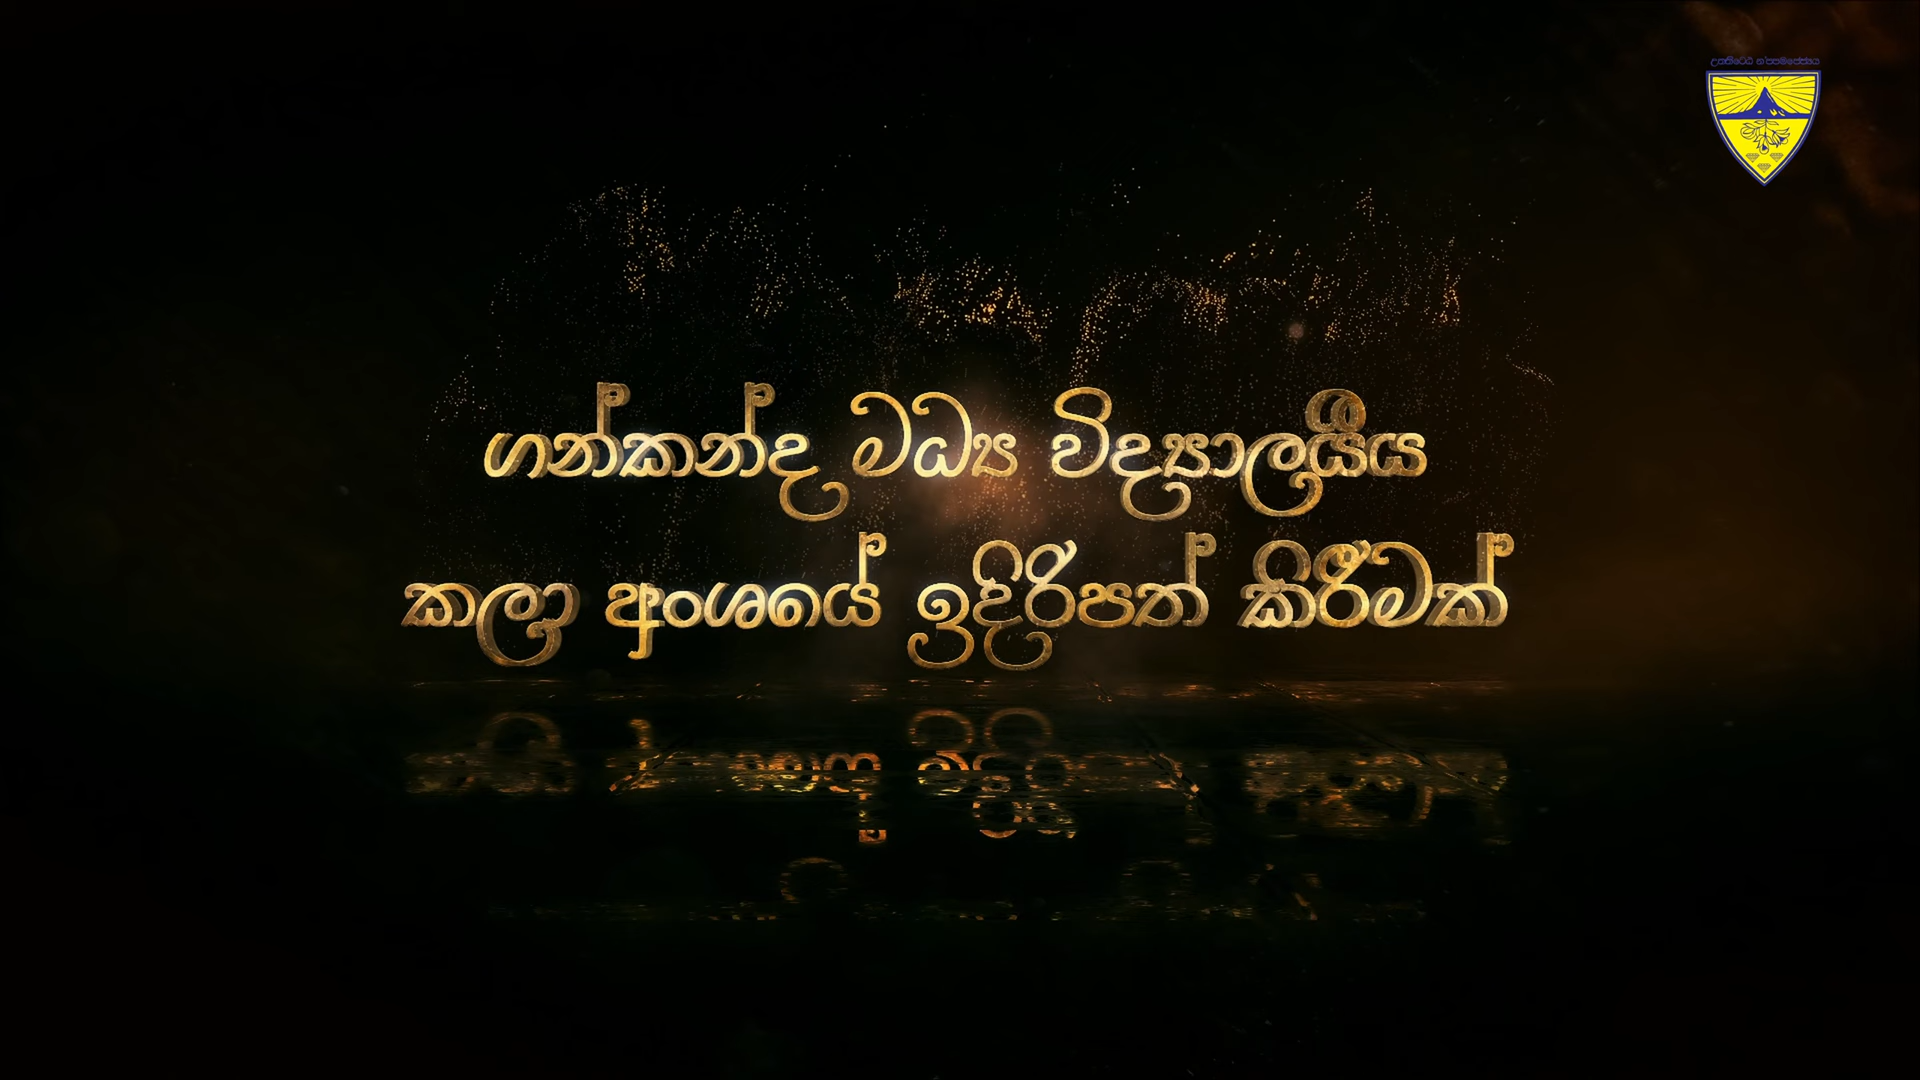 ගන්කන්ද මධ්‍ය විද්‍යාලයීය
කලා අංශයේ ඉදිරිපත් කිරීමක්